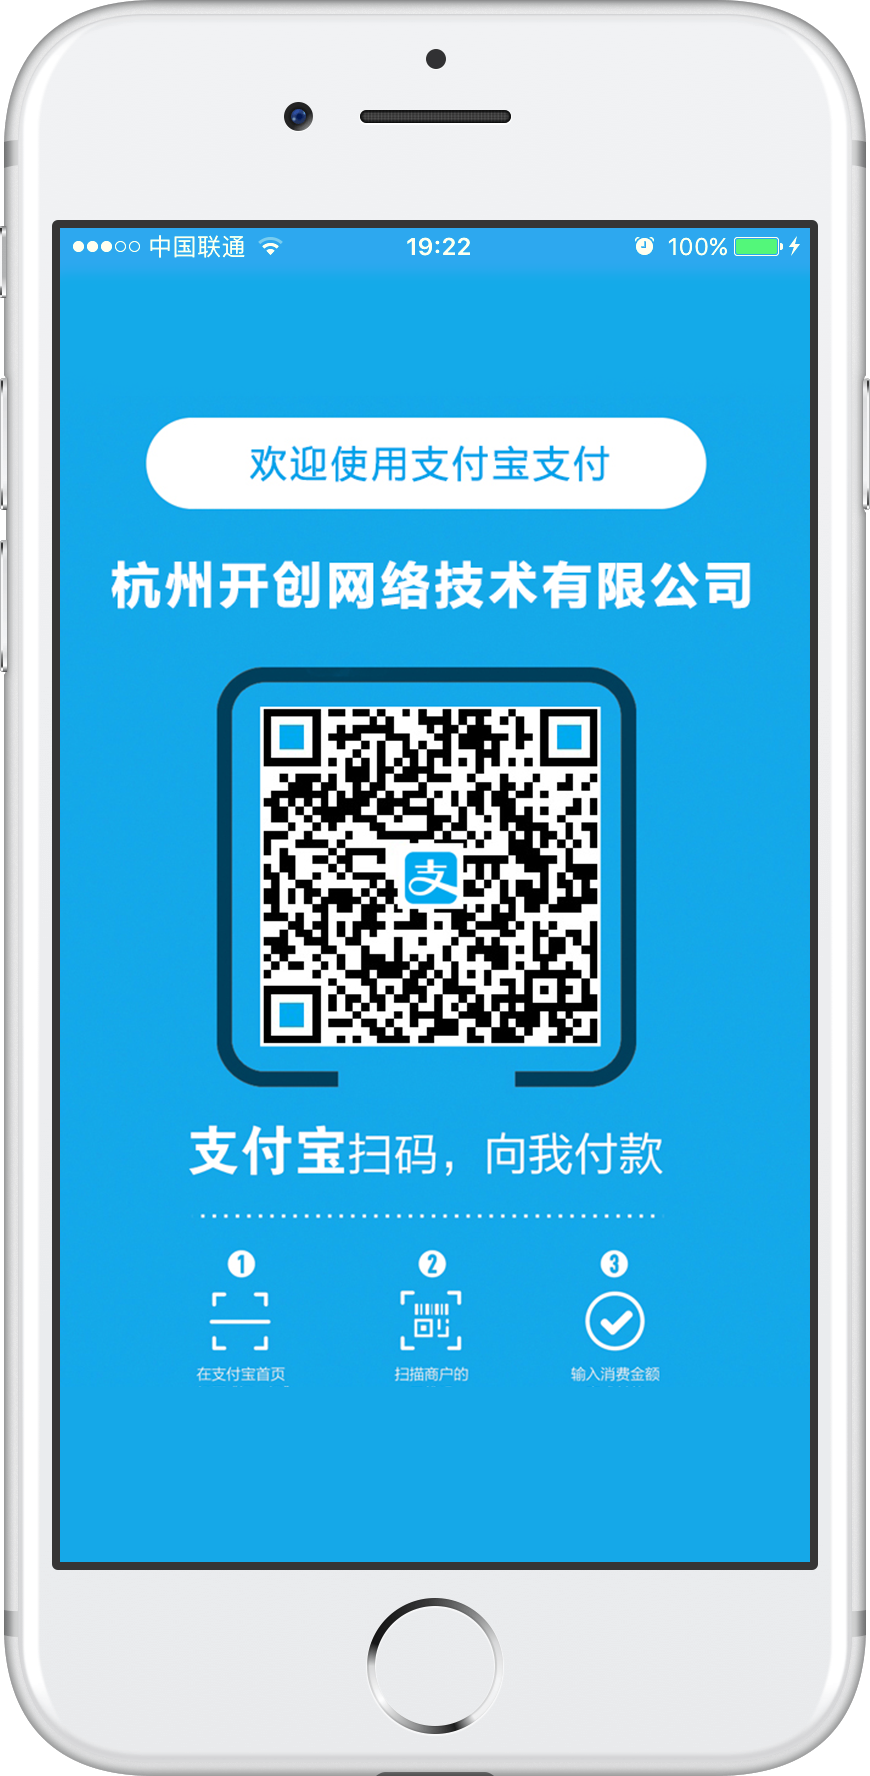 中国联通 19:22 100%
欢迎使用支付宝支付
杭州开创网络技术有限公司
支
支付宝扫码，向我付款
1 2 3
在支付宝首页 扫描商户的 输入消费金额